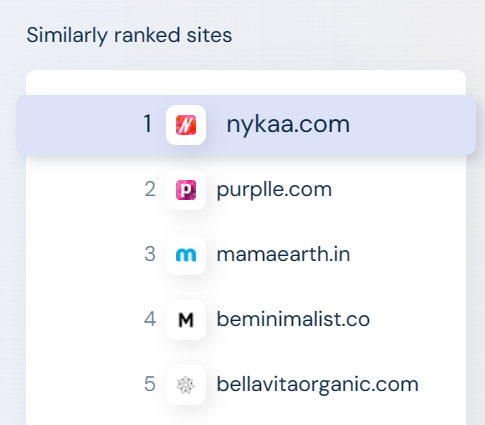 Similarly ranked sites
1 N nykaa.com
2 p purplle.com
3 m mamaearth.in
4 M beminimalist.co
5 bellavitaorganic.com